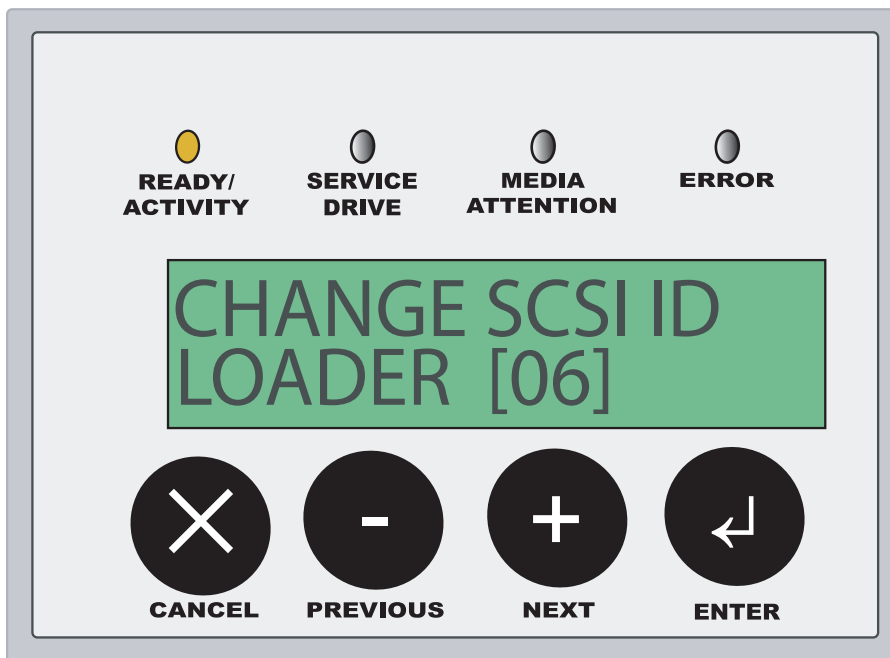 READY/
ACTIVITY
SERVICE
DRIVE
MEDIA
ATTENTION
ERROR
CHANGE SCSI ID
LOADER [06]
-
+
CANCEL
PREVIOUS
NEXT
ENTER